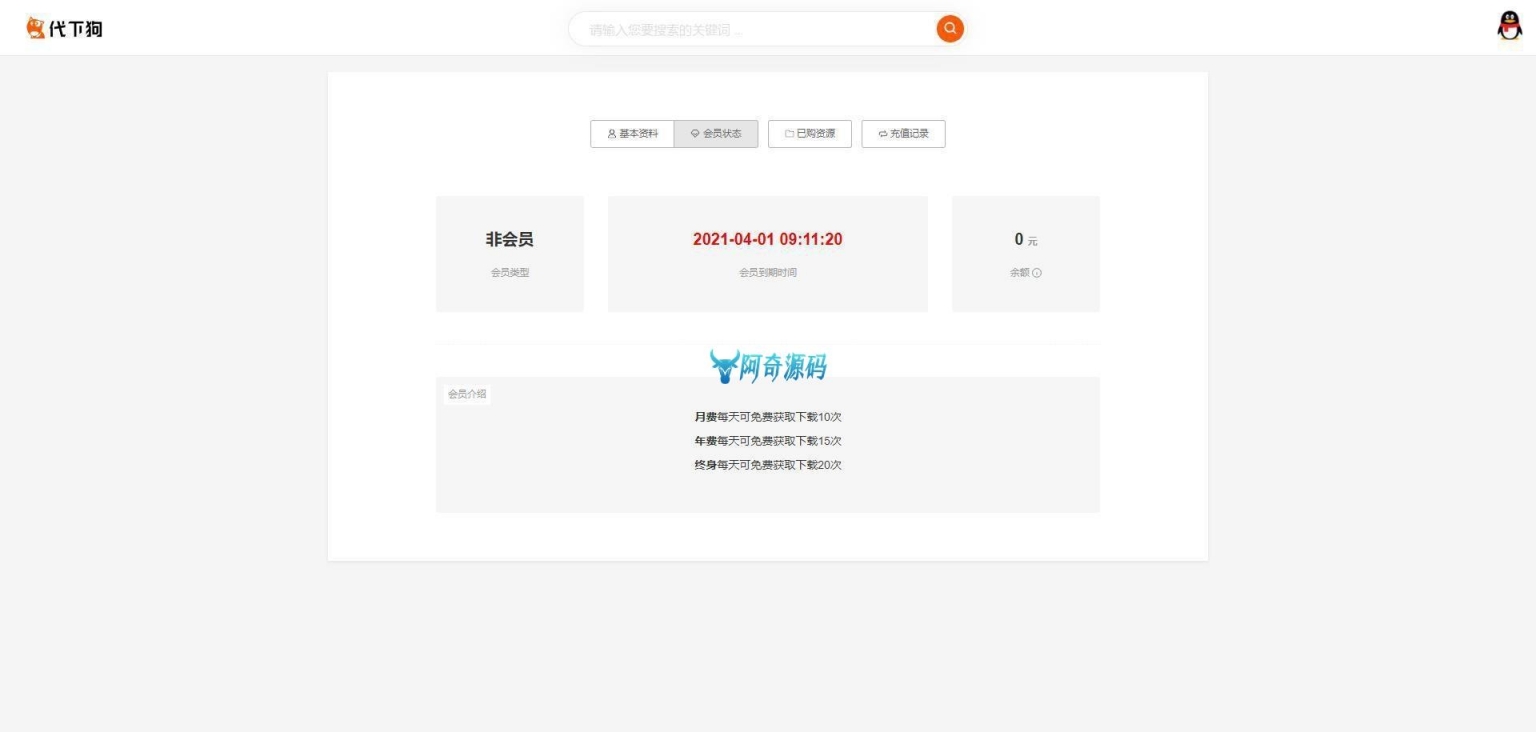 代下狗
请输入您要搜索的关键词 ...
基本资料 会员状态 已购资源 充值记录
非会员
会员类型
2021-04-01 09:11:20
会员到期时间
0 元
余额
阿奇源码
会员介绍
月费每天可免费获取下载10次
年费每天可免费获取下载15次
终身每天可免费获取下载20次